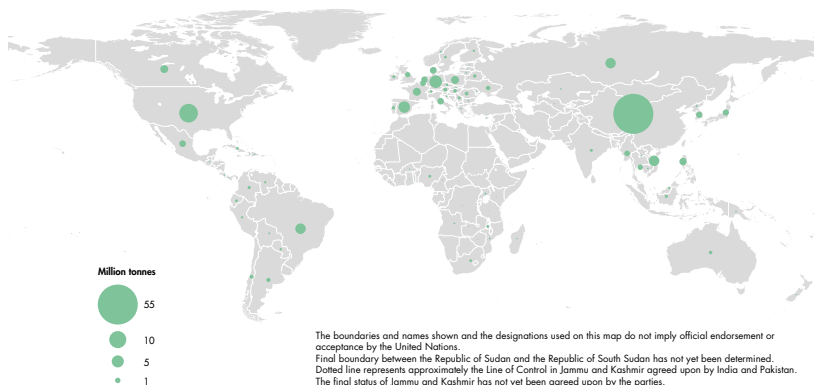 Million tonnes
55
10
5
1
The boundaries and names shown and the designations used on this map do not imply official endorsement or
acceptance by the United Nations.
Final boundary between the Republic of Sudan and the Republic of South Sudan has not yet been determined.
Dotted line represents approximately the Line of Control in Jammu and Kashmir agreed upon by India and Pakistan.
The final status of Jammu and Kashmir has not yet been agreed upon by the parties.